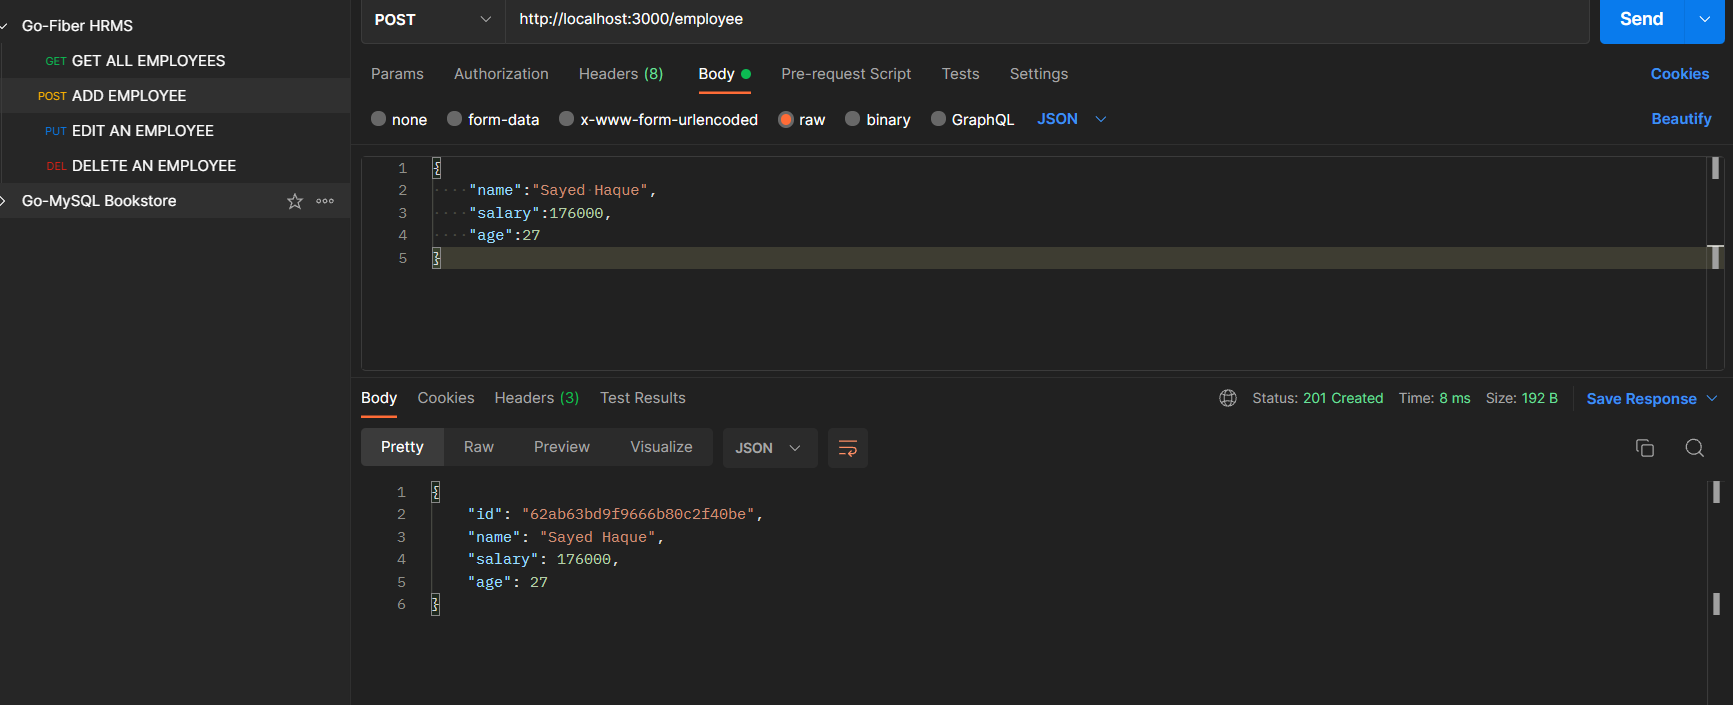 Go-Fiber HRMS
GET GET ALL EMPLOYEES
POST ADD EMPLOYEE
PUT EDIT AN EMPLOYEE
DEL DELETE AN EMPLOYEE
Go-MySQL Bookstore
POST http://localhost:3000/employee Send
Params Authorization Headers (8) Body Pre-request Script Tests Settings Cookies
none form-data x-www-form-urlencoded raw binary GraphQL JSON Beautify
1 {
2 "name":"Sayed Haque",
3 "salary":176000,
4 "age":27
5 }
Body Cookies Headers (3) Test Results Status: 201 Created Time: 8 ms Size: 192 B Save Response
Pretty Raw Preview Visualize JSON
1 {
2 "id": "62ab63bd9f9666b80c2f40be",
3 "name": "Sayed Haque",
4 "salary": 176000,
5 "age": 27
6 }